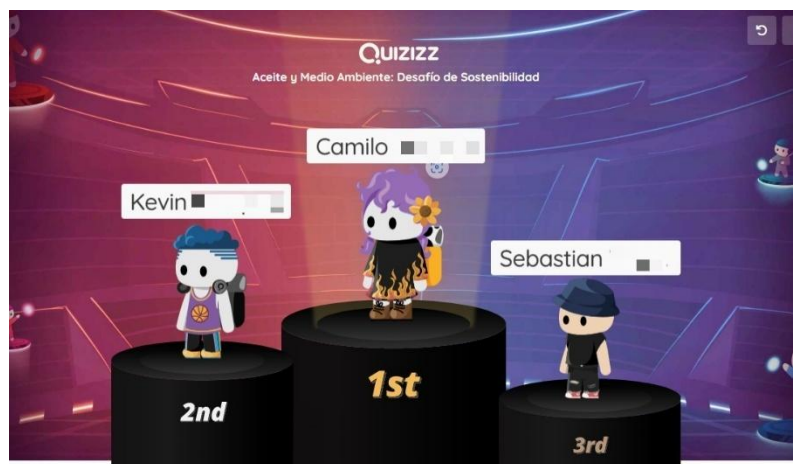 Quizizz
Aceite y Medio Ambiente: Desafío de Sostenibilidad
Camilo
Kevin
Sebastian
1st
2nd
3rd